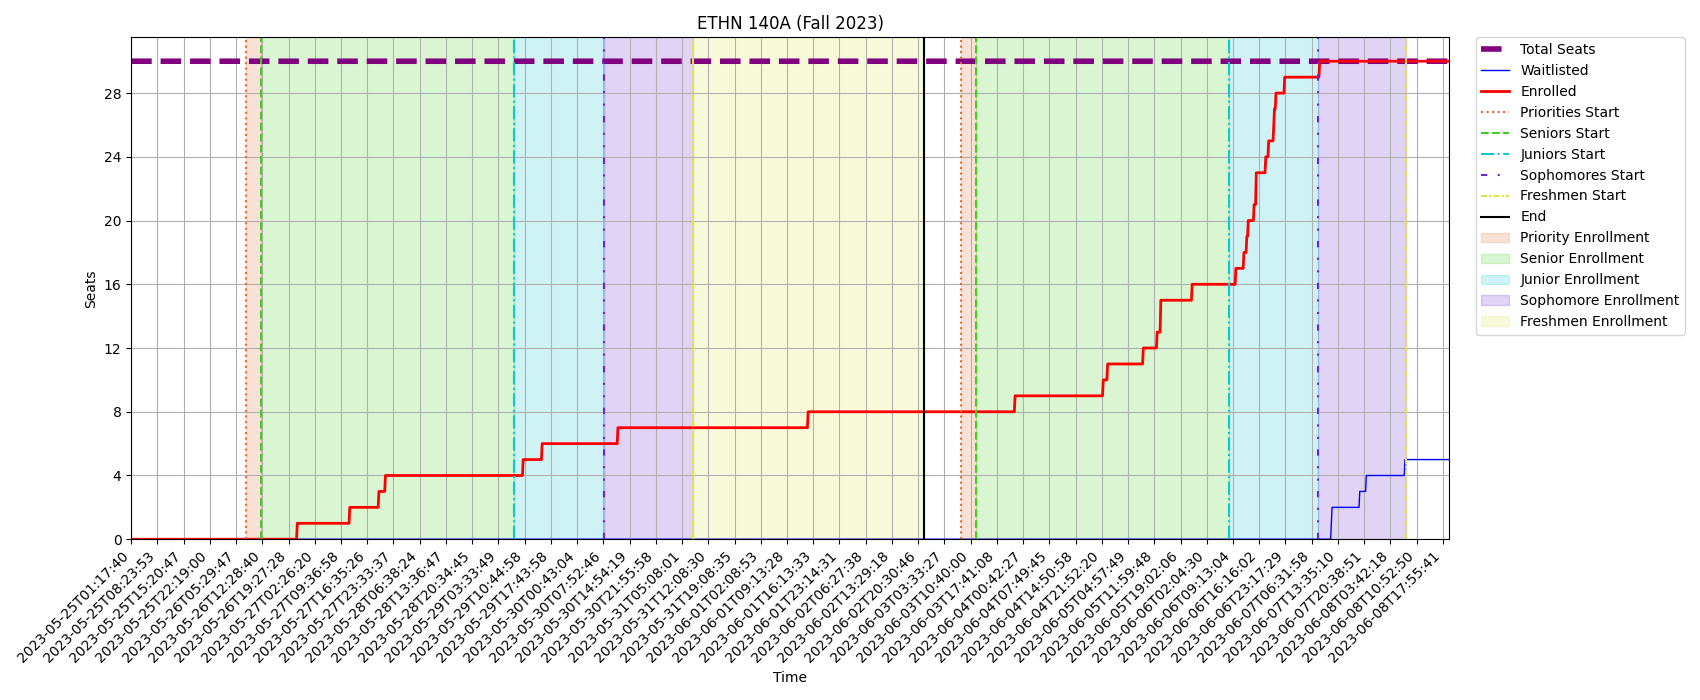 ETHN 140A (Fall 2023)
Seats
28
24
20
16
12
8
4
0
2023-05-25T01:17:40
2023-05-25T08:23:53
2023-05-25T15:20:47
2023-05-25T22:19:00
2023-05-26T05:29:47
2023-05-26T12:28:40
2023-05-26T19:27:28
2023-05-27T02:26:20
2023-05-27T09:36:58
2023-05-27T16:35:26
2023-05-27T23:33:37
2023-05-28T06:38:24
2023-05-28T13:36:47
2023-05-28T20:34:45
2023-05-29T03:33:49
2023-05-29T10:44:58
2023-05-29T17:43:58
2023-05-30T00:43:04
2023-05-30T07:52:46
2023-05-30T14:54:19
2023-05-30T21:55:58
2023-05-31T05:08:01
2023-05-31T12:08:30
2023-05-31T19:08:35
2023-06-01T02:08:53
2023-06-01T09:13:28
2023-06-01T16:13:33
2023-06-01T23:14:31
2023-06-02T06:27:38
2023-06-02T13:29:18
2023-06-02T20:30:46
2023-06-03T03:33:27
2023-06-03T10:40:00
2023-06-03T17:41:08
2023-06-04T00:42:27
2023-06-04T07:49:45
2023-06-04T14:50:58
2023-06-04T21:52:20
2023-06-05T04:57:49
2023-06-05T11:59:48
2023-06-05T19:02:06
2023-06-06T02:04:30
2023-06-06T09:13:04
2023-06-06T16:16:02
2023-06-06T23:17:29
2023-06-07T06:31:58
2023-06-07T13:35:10
2023-06-07T20:38:51
2023-06-08T03:42:18
2023-06-08T10:52:50
2023-06-08T17:55:41
Time
Total Seats
Waitlisted
Enrolled
Priorities Start
Seniors Start
Juniors Start
Sophomores Start
Freshmen Start
End
Priority Enrollment
Senior Enrollment
Junior Enrollment
Sophomore Enrollment
Freshmen Enrollment